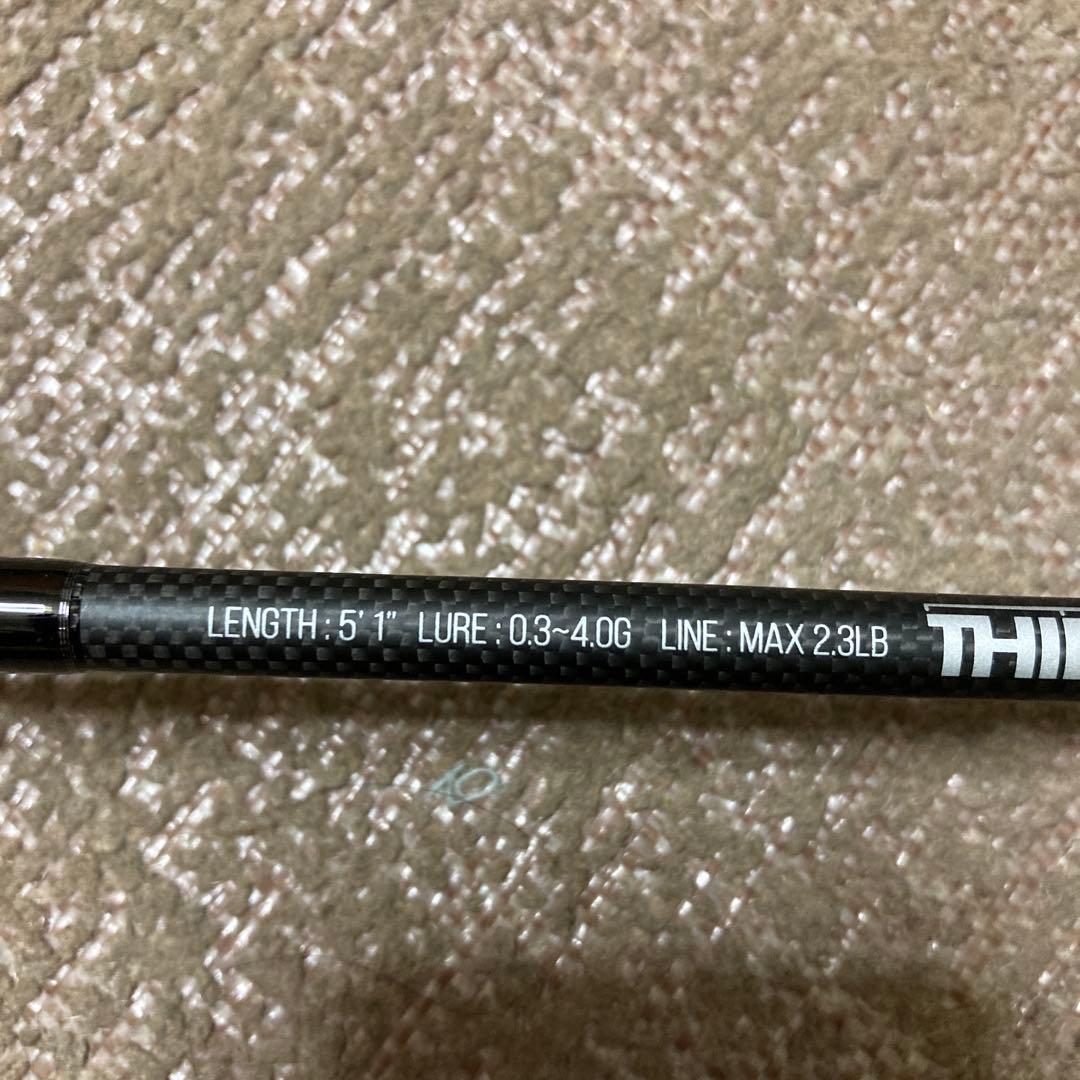 LENGTH : 5' 1" LURE : 0.3~4.0G LINE : MAX 2.3LB